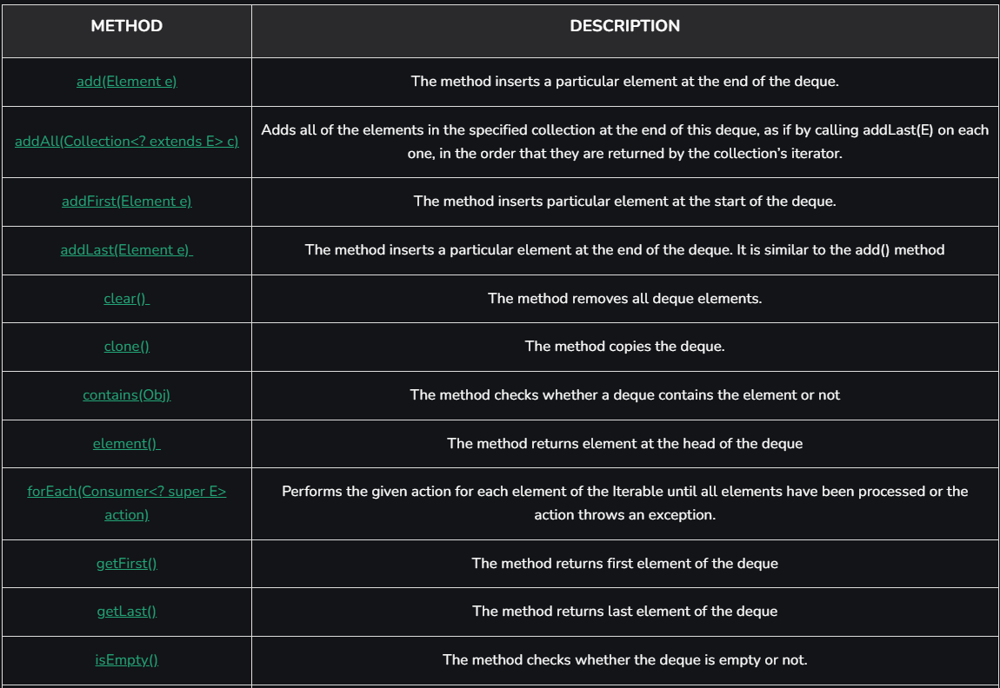 METHOD DESCRIPTION
add(Element e) The method inserts a particular element at the end of the deque.
addAll(Collection<? extends E> c) Adds all of the elements in the specified collection at the end of this deque, as if by calling addLast(E) on each
one, in the order that they are returned by the collection’s iterator.
addFirst(Element e) The method inserts particular element at the start of the deque.
addLast(Element e) The method inserts a particular element at the end of the deque. It is similar to the add() method
clear() The method removes all deque elements.
clone() The method copies the deque.
contains(Obj) The method checks whether a deque contains the element or not
element() The method returns element at the head of the deque
forEach(Consumer<? super E> Performs the given action for each element of the Iterable until all elements have been processed or the
action) action throws an exception.
getFirst() The method returns first element of the deque
getLast() The method returns last element of the deque
isEmpty() The method checks whether the deque is empty or not.